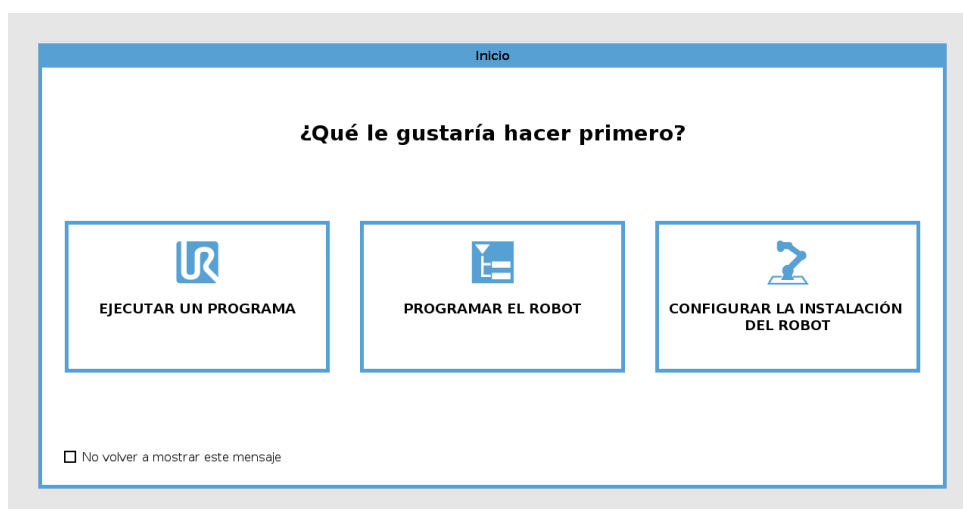 Inicio
¿Qué le gustaría hacer primero?
UR
EJECUTAR UN PROGRAMA
PROGRAMAR EL ROBOT
CONFIGURAR LA INSTALACIÓN
DEL ROBOT
No volver a mostrar este mensaje